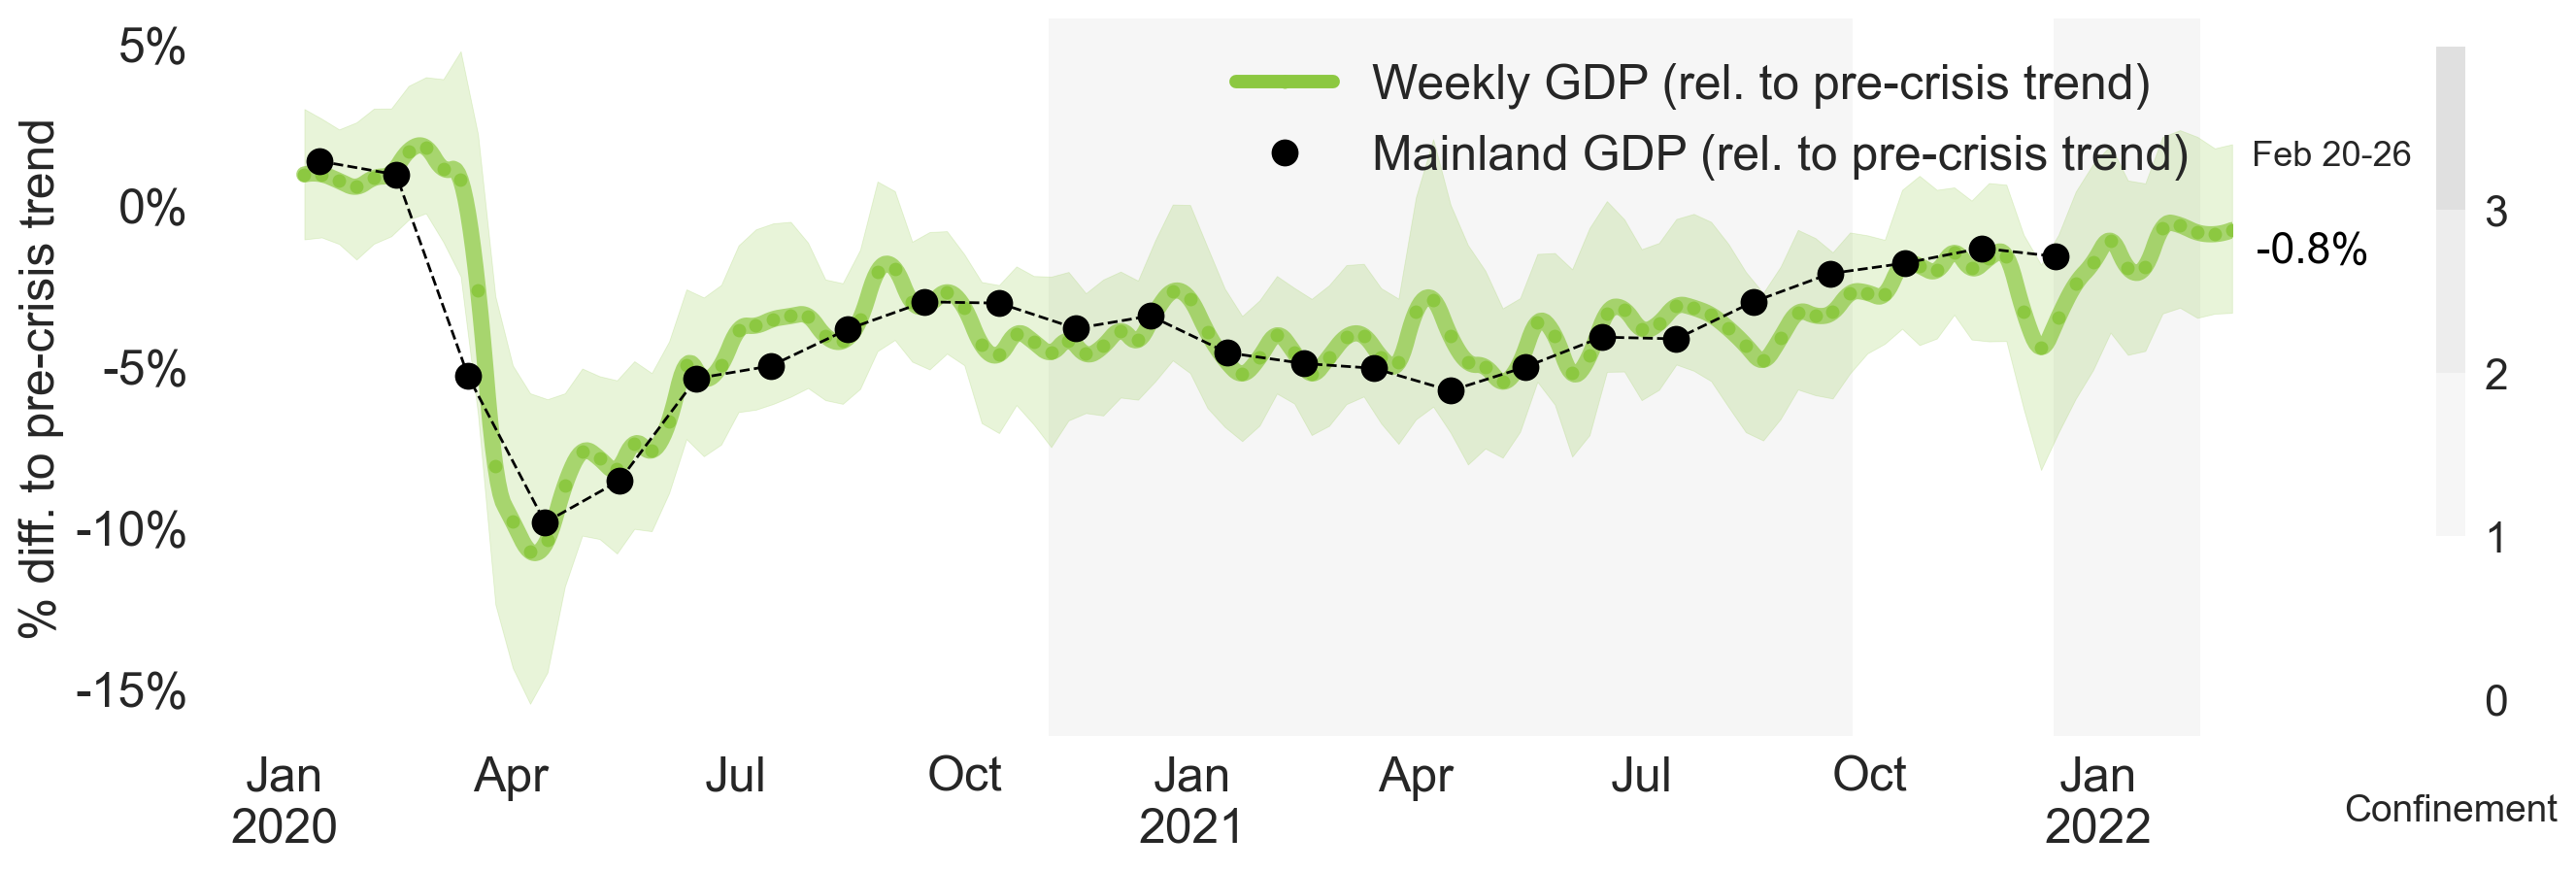 % diff. to pre-crisis trend
5%
0%
-5%
-10%
-15%
Weekly GDP (rel. to pre-crisis trend)
Mainland GDP (rel. to pre-crisis trend)
Feb 20-26
-0.8%
3
2
1
0
Jan Apr Jul Oct Jan Apr Jul Oct Jan
2020 2021 2022
Confinement